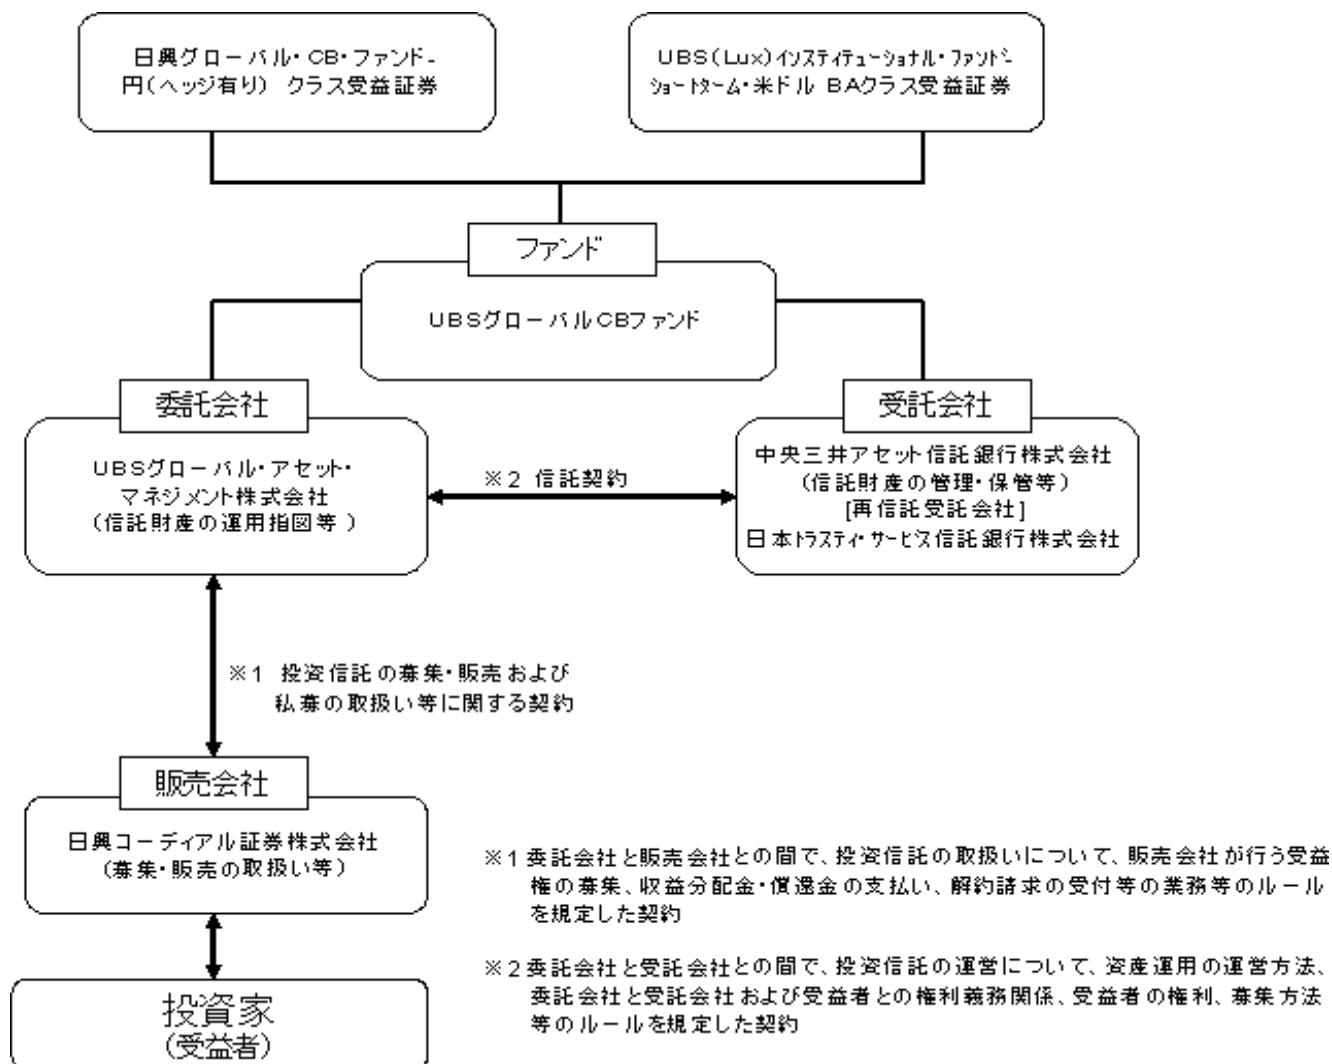 日興グローバル・CB・ファンド-
円(ヘッジ有り) クラス受益証券
UBS(Lux)インスティテューショナル・ファンド-
ショートターム・米ドル BAクラス受益証券
ファンド
UBSグローバルCBファンド
委託会社
UBSグローバル・アセット・
マネジメント株式会社
(信託財産の運用指図等 )
※2 信託契約
受託会社
中央三井アセット信託銀行株式会社
(信託財産の管理・保管等)
[再信託受託会社]
日本トラスティ・サービス信託銀行株式会社
※1 投資信託の募集・販売および
私募の取扱い等に関する契約
販売会社
日興コーディアル証券株式会社
(募集・販売の取扱い等)
投資家
(受益者)
※1 委託会社と販売会社との間で、投資信託の取扱いについて、販売会社が行う受益
権の募集、収益分配金・償還金の支払い、解約請求の受付等の業務等のルール
を規定した契約
※2 委託会社と受託会社との間で、投資信託の運営について、資産運用の運営方法、
委託会社と受託会社および受益者との権利義務関係、受益者の権利、募集方法
等のルールを規定した契約